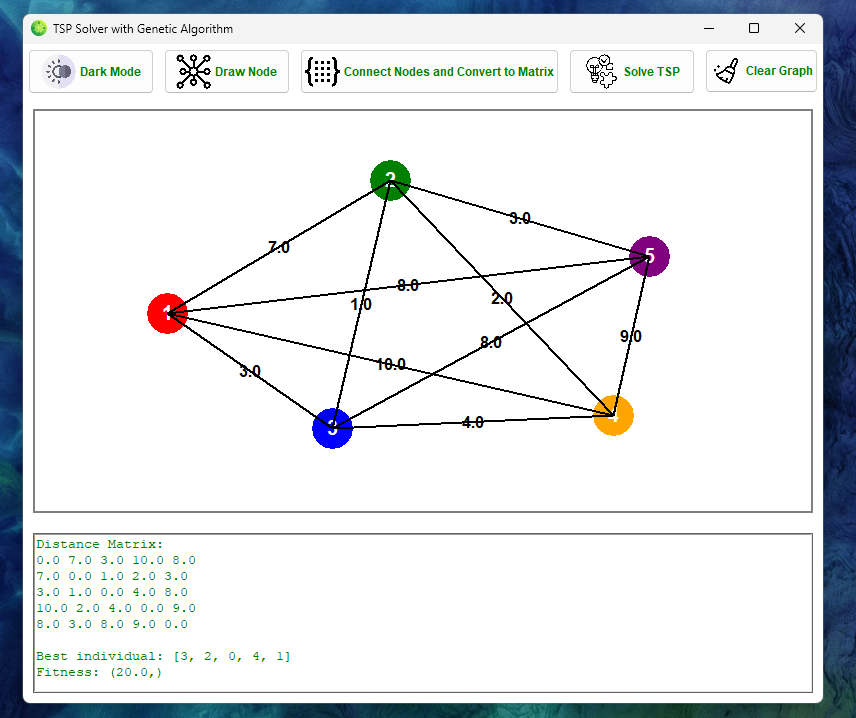 TSP Solver with Genetic Algorithm
Dark Mode
Draw Node
Connect Nodes and Convert to Matrix
Solve TSP
Clear Graph
2
3.0
7.0
5
8.0
2.0
1.0
1
9.0
8.0
10.0
3.0
4
4.0
3
Distance Matrix:
0.0 7.0 3.0 10.0 8.0
7.0 0.0 1.0 2.0 3.0
3.0 1.0 0.0 4.0 8.0
10.0 2.0 4.0 0.0 9.0
8.0 3.0 8.0 9.0 0.0
Best individual: [3, 2, 0, 4, 1]
Fitness: (20.0,)